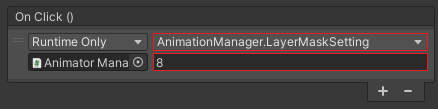 On Click ()
Runtime Only AnimationManager.LayerMaskSetting
Animator Mana 8